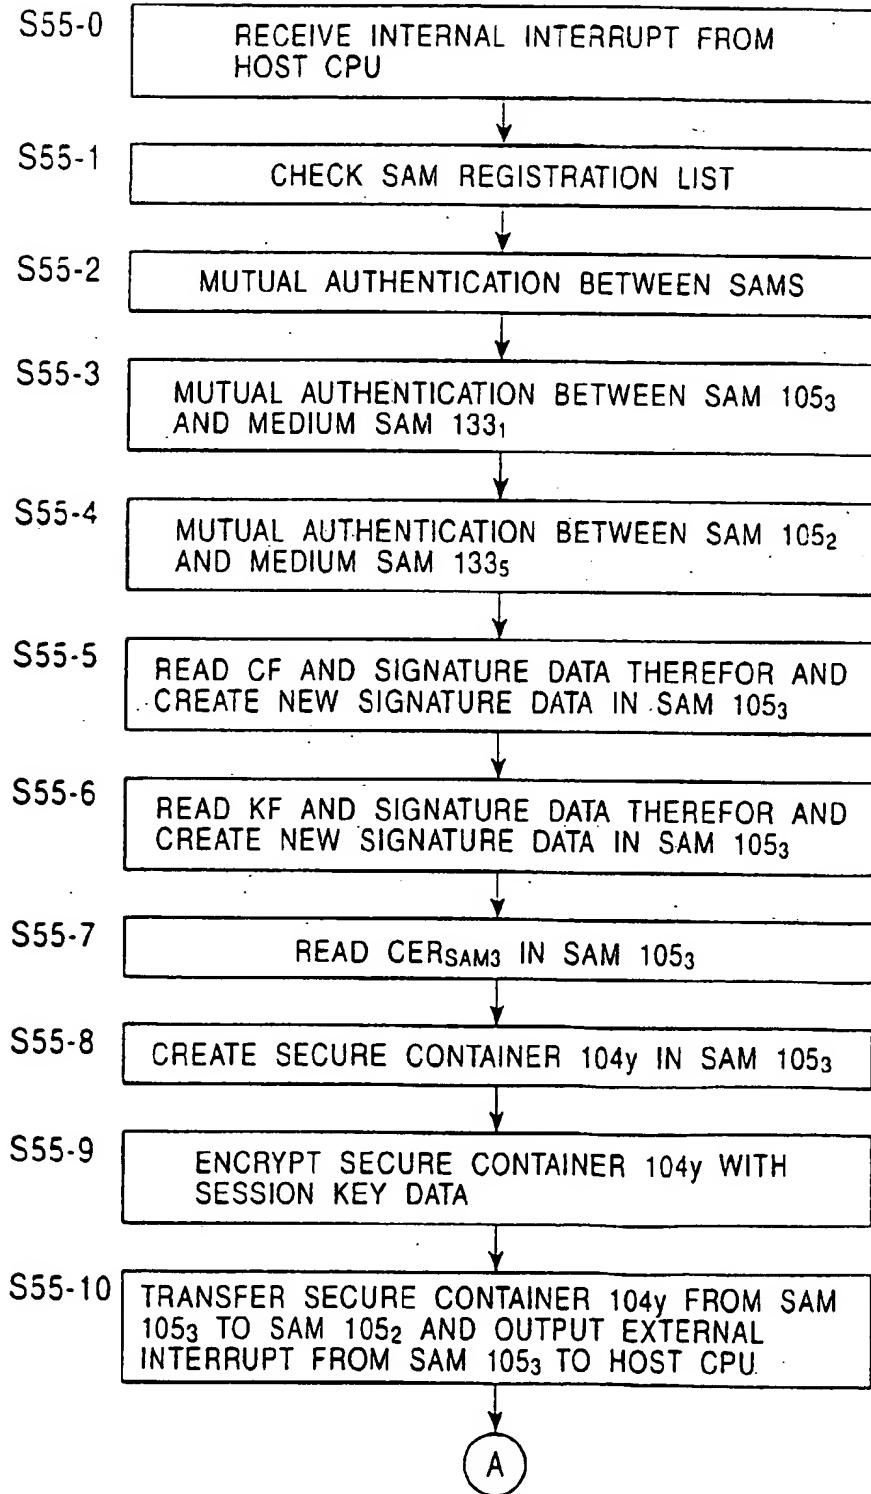 S55-0
RECEIVE INTERNAL INTERRUPT FROM
HOST CPU
S55-1
CHECK SAM REGISTRATION LIST
S55-2
MUTUAL AUTHENTICATION BETWEEN SAMS
S55-3
MUTUAL AUTHENTICATION BETWEEN SAM 105₃
AND MEDIUM SAM 133₁
S55-4
MUTUAL AUTHENTICATION BETWEEN SAM 105₂
AND MEDIUM SAM 133₅
S55-5
READ CF AND SIGNATURE DATA THEREFOR AND
CREATE NEW SIGNATURE DATA IN SAM 105₃
S55-6
READ KF AND SIGNATURE DATA THEREFOR AND
CREATE NEW SIGNATURE DATA IN SAM 105₃
S55-7
READ CERSAM3 IN SAM 105₃
S55-8
CREATE SECURE CONTAINER 104y IN SAM 105₃
S55-9
ENCRYPT SECURE CONTAINER 104y WITH
SESSION KEY DATA
S55-10
TRANSFER SECURE CONTAINER 104y FROM SAM
105₃ TO SAM 105₂ AND OUTPUT EXTERNAL
INTERRUPT FROM SAM 105₃ TO HOST CPU
A